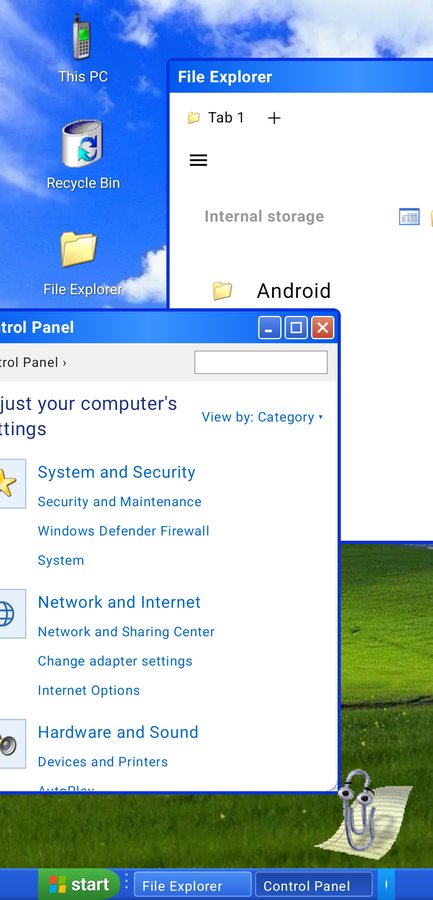 This PC
Recycle Bin
File Explorer
File Explorer
Tab 1
Internal storage
Android
trol Panel
trol Panel ›
just your computer's
ttings
View by: Category
System and Security
Security and Maintenance
Windows Defender Firewall
System
Network and Internet
Network and Sharing Center
Change adapter settings
Internet Options
Hardware and Sound
Devices and Printers
AutoPlay
start
File Explorer
Control Panel